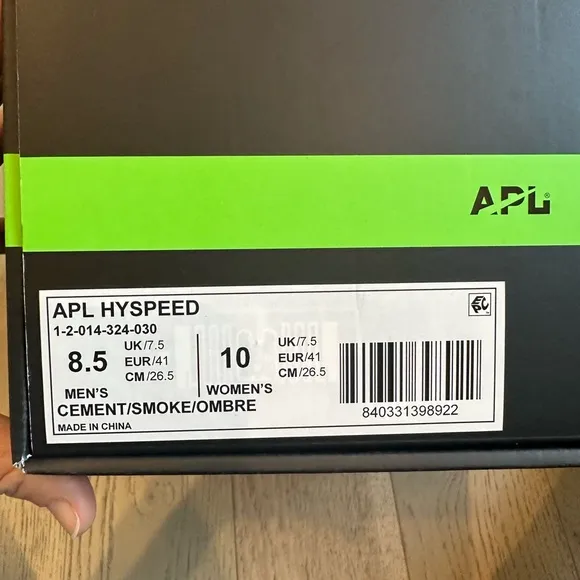 APL®
APL HYSPEED
1-2-014-324-030
8.5 UK/7.5 EUR/41 CM/26.5 MEN'S
10 UK/7.5 EUR/41 CM/26.5 WOMEN'S
CEMENT/SMOKE/OMBRE
840331398922
MADE IN CHINA